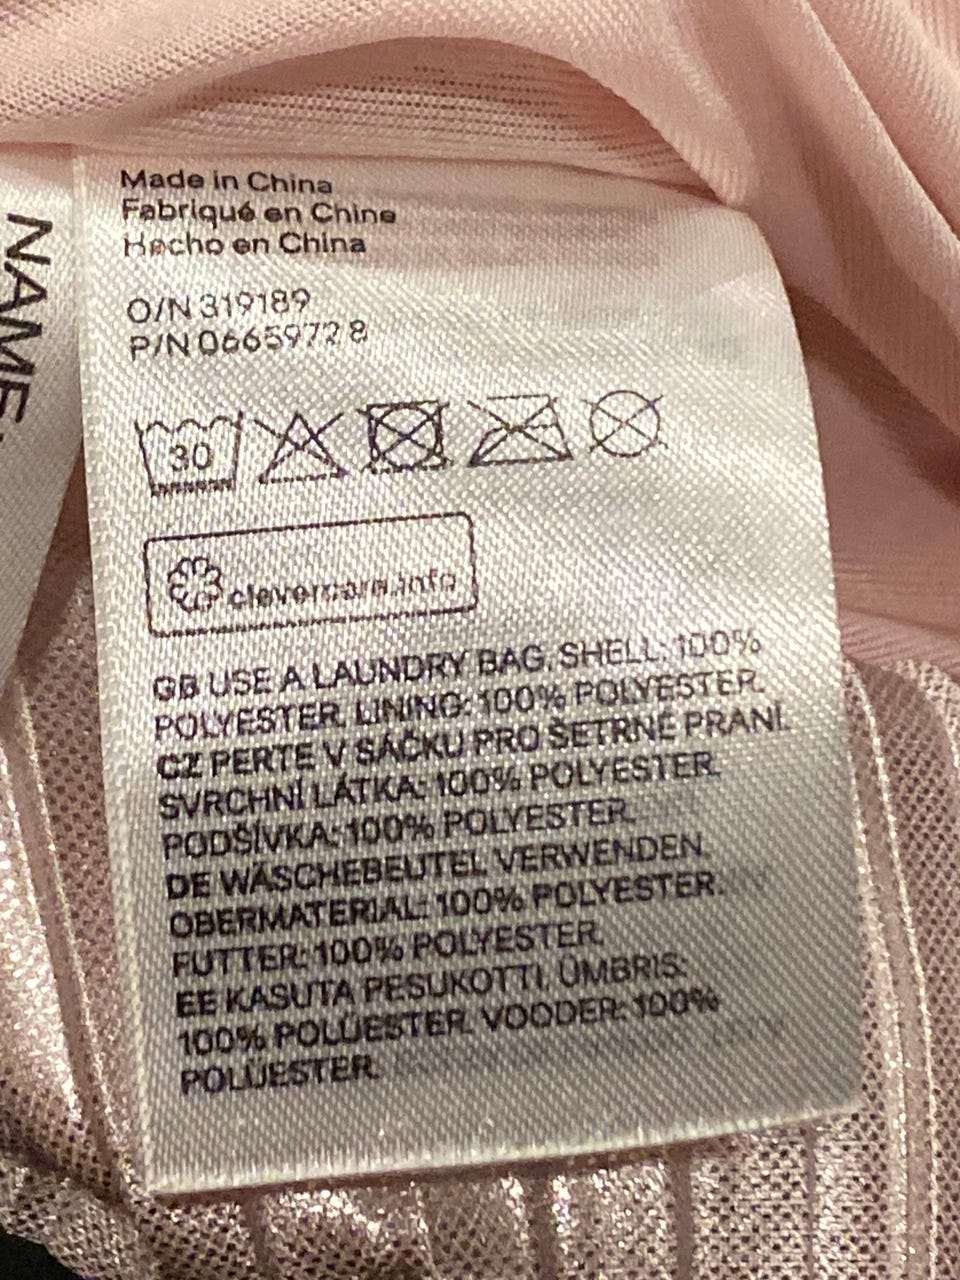 NAME:
Made in China
Fabriqué en Chine
Hecho en China
O/N 319189
P/N 0665972 8
30
clevercare.info
GB USE A LAUNDRY BAG. SHELL: 100%
POLYESTER. LINING: 100% POLYESTER.
CZ PERTE V SÁČKU PRO ŠETRNÉ PRANÍ.
SVRCHNÍ LÁTKA: 100% POLYESTER.
PODŠÍVKA: 100% POLYESTER.
DE WÄSCHEBEUTEL VERWENDEN.
OBERMATERIAL: 100% POLYESTER.
FUTTER: 100% POLYESTER.
EE KASUTA PESUKOTTI. ÜMBRIS:
100% POLÜESTER. VOODER: 100%
POLÜESTER.